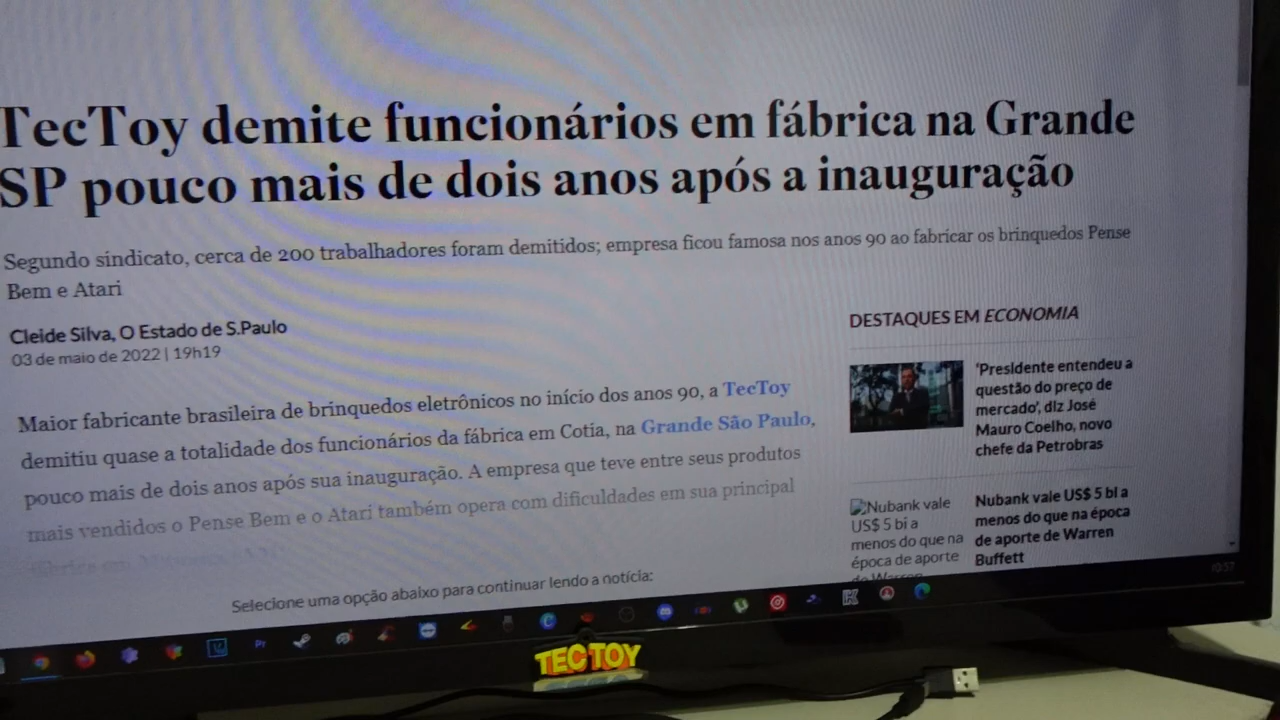 TecToy demite funcionários em fábrica na Grande
SP pouco mais de dois anos após a inauguração
Segundo sindicato, cerca de 200 trabalhadores foram demitidos; empresa ficou famosa nos anos 90 ao fabricar os brinquedos Pense
Bem e Atari
Cleide Silva, O Estado de S.Paulo
03 de maio de 2022 | 19h19
Maior fabricante brasileira de brinquedos eletrônicos no início dos anos 90, a TecToy
demitiu quase a totalidade dos funcionários da fábrica em Cotia, na Grande São Paulo,
pouco mais de dois anos após sua inauguração. A empresa que teve entre seus produtos
mais vendidos o Pense Bem e o Atari também opera com dificuldades em sua principal
Selecione uma opção abaixo para continuar lendo a notícia:
DESTAQUES EM ECONOMIA
'Presidente entendeu a
questão do preço de
mercado', diz José
Mauro Coelho, novo
chefe da Petrobras
Nubank vale
US$ 5 bi a
menos do que na
época de aporte
de Warren
Nubank vale US$ 5 bi a
menos do que na época
de aporte de Warren
Buffett
Pr
10:57
TECTOY